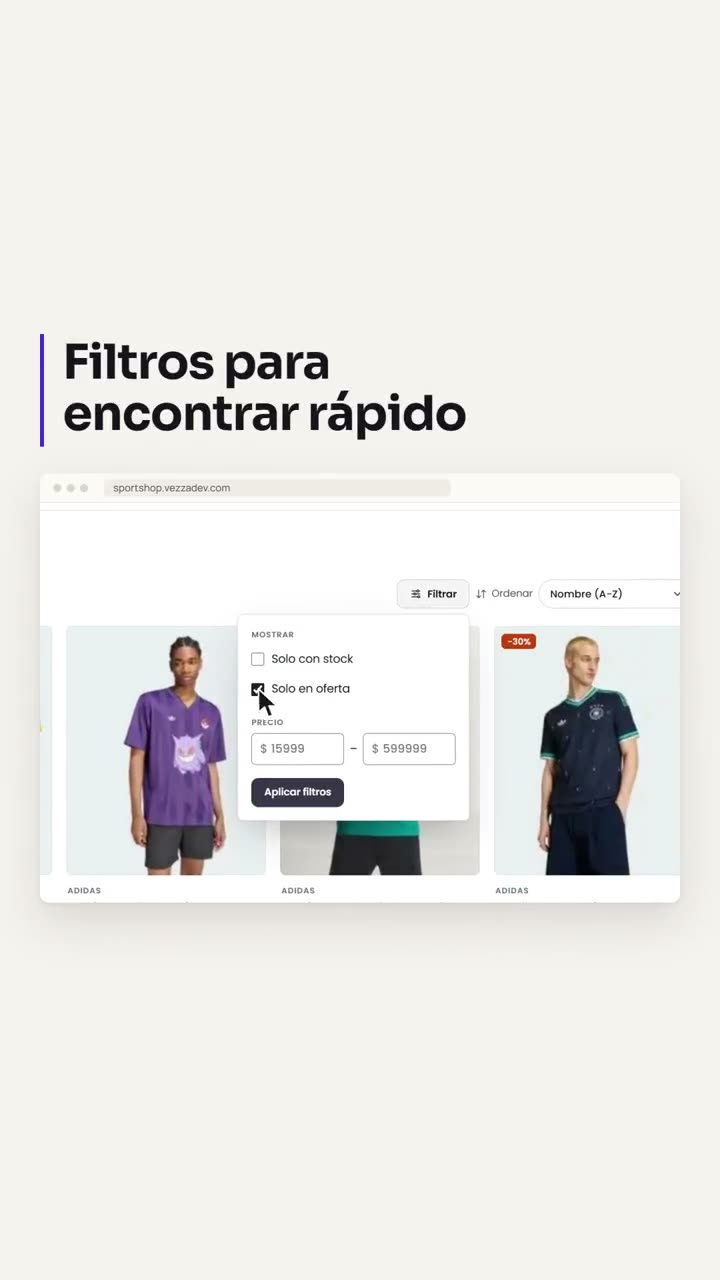 Filtros para
encontrar rápido
sportshop.vezzadev.com
Filtrar
Ordenar
Nombre (A-Z)
MOSTRAR
Solo con stock
Solo en oferta
PRECIO
$ 15999 – $ 599999
Aplicar filtros
-30%
ADIDAS
ADIDAS
ADIDAS